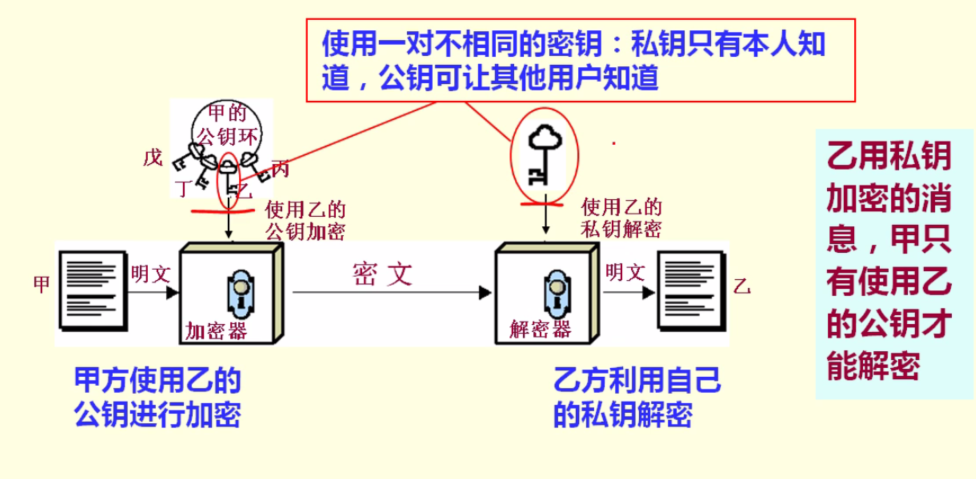 使用一对不相同的密钥：私钥只有本人知
道，公钥可让其他用户知道
甲的
公钥环
戊
丁
乙
丙
使用乙的
公钥加密
使用乙的
私钥解密
甲
明文
加密器
密文
解密器
明文
乙
甲方使用乙的
公钥进行加密
乙方利用自己
的私钥解密
乙用私钥
加密的消
息，甲只
有使用乙
的公钥才
能解密